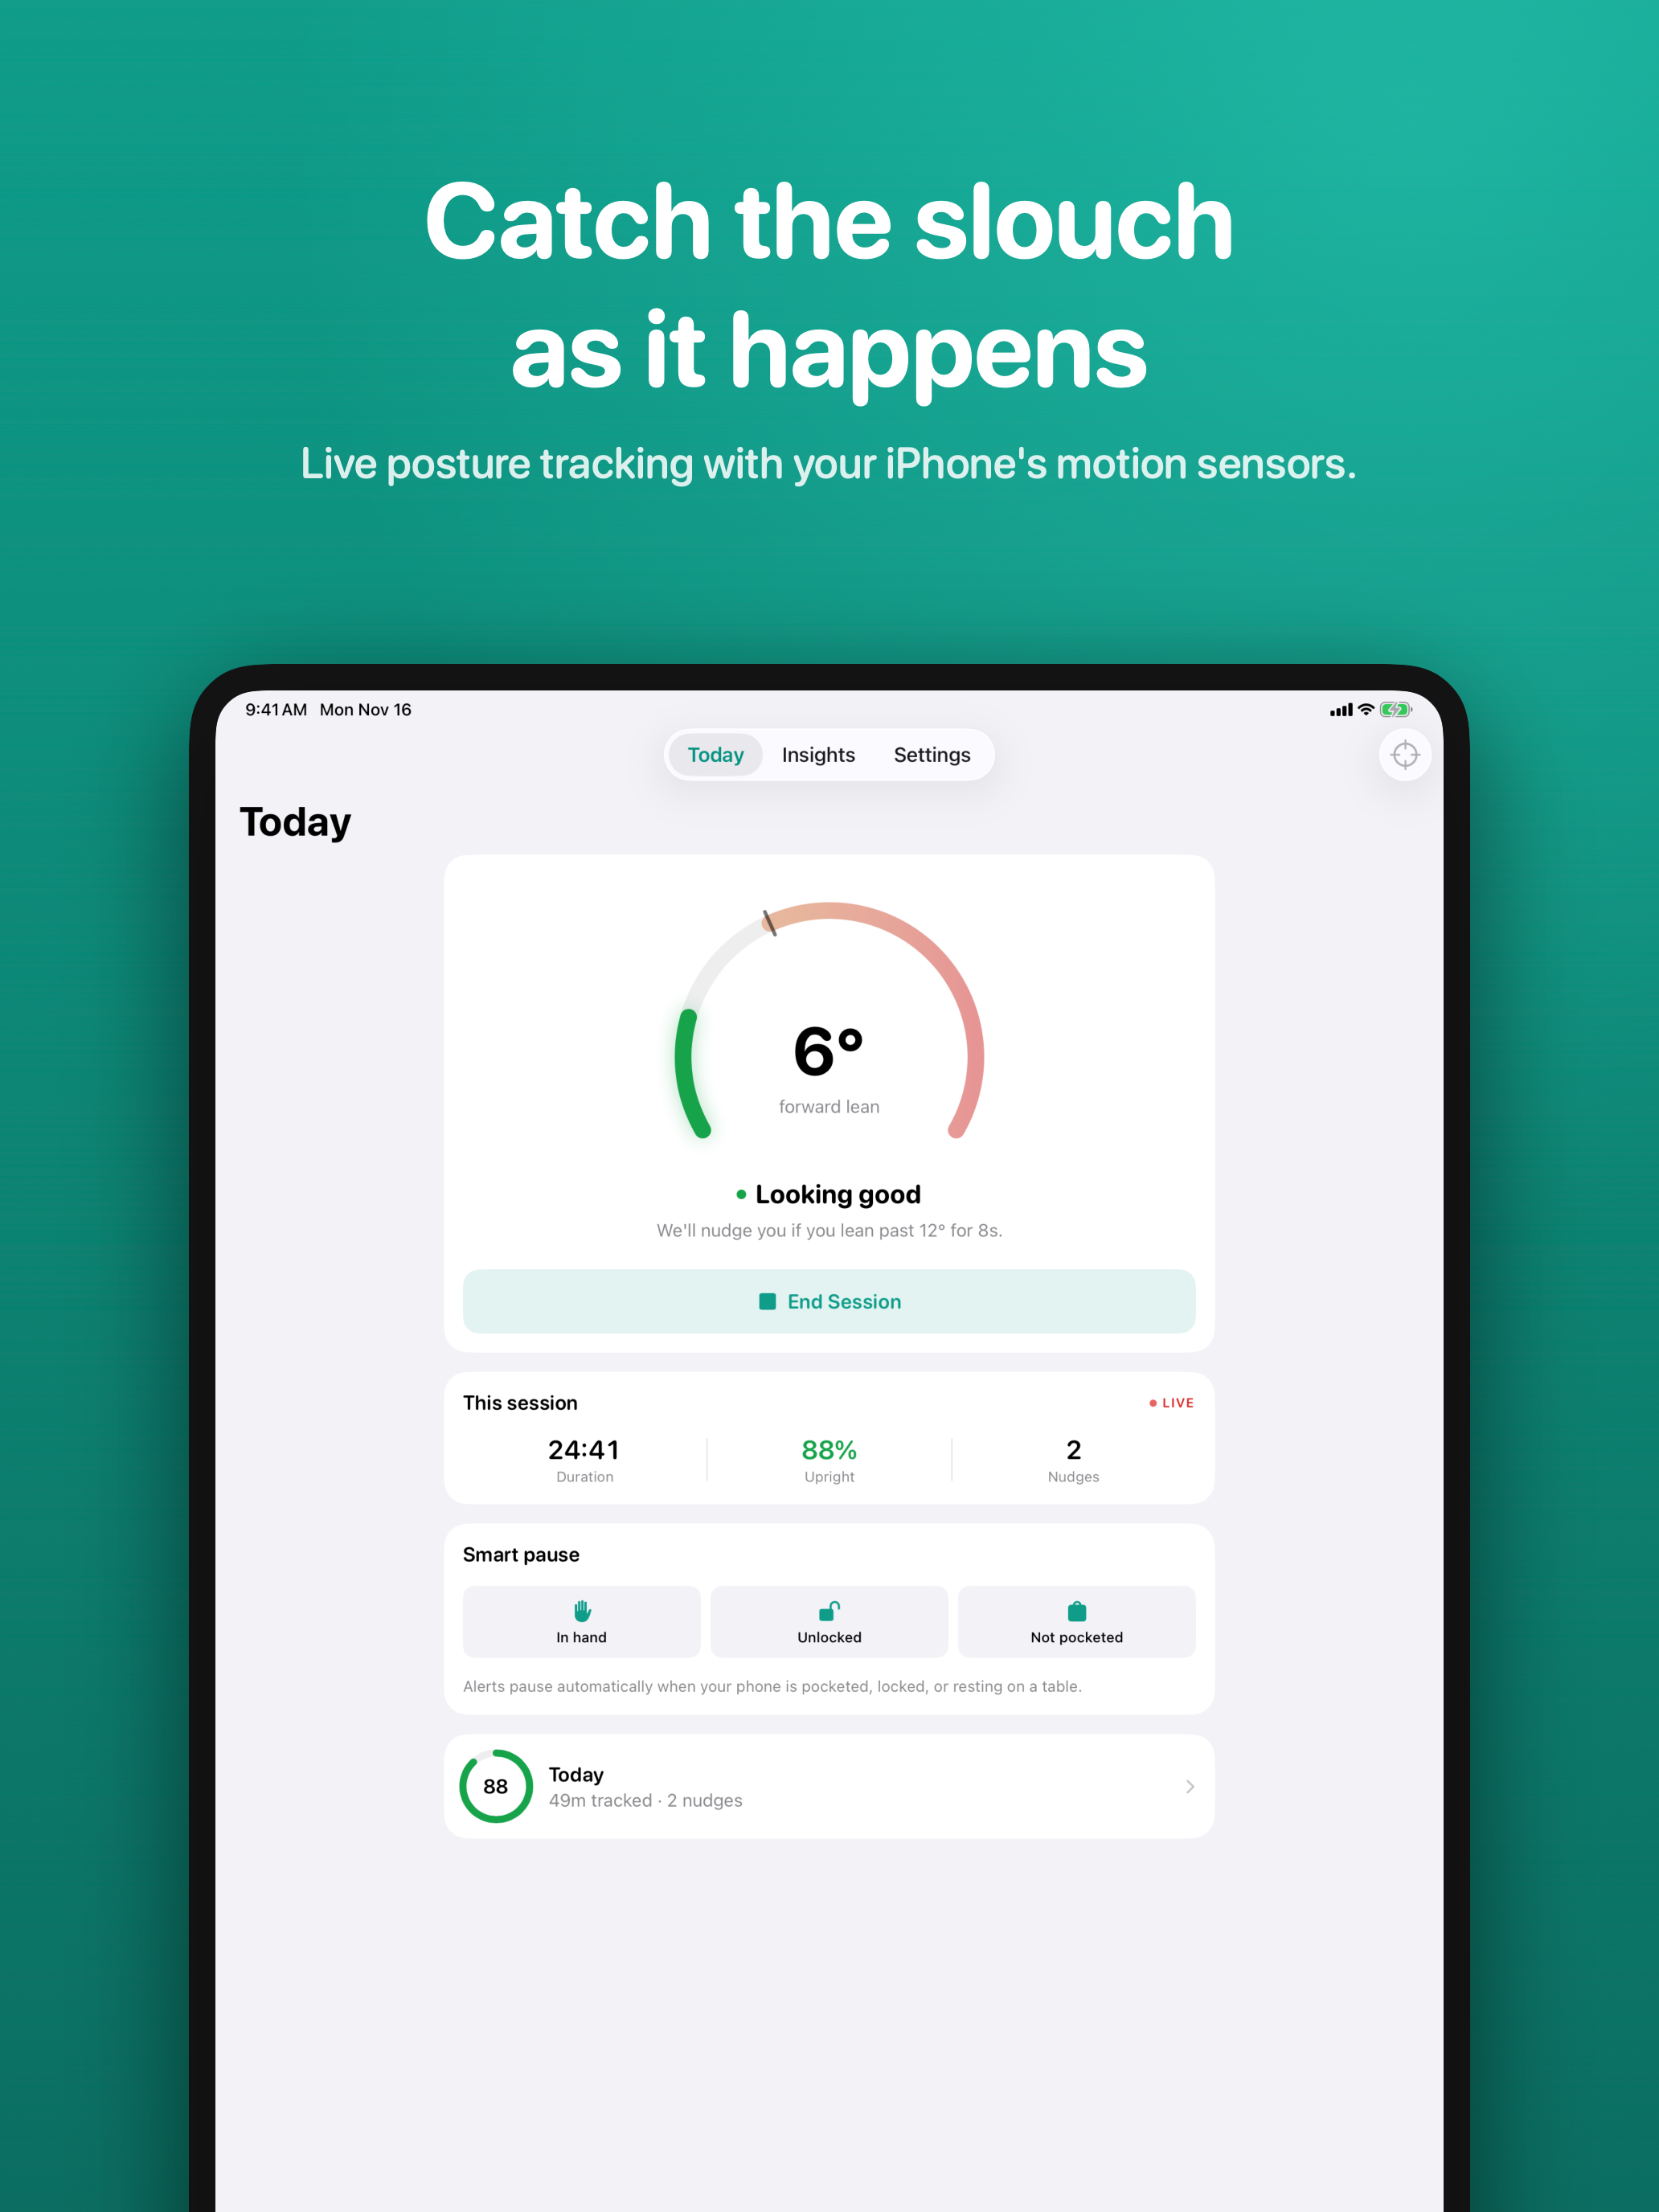 Catch the slouch
as it happens
Live posture tracking with your iPhone's motion sensors.
9:41 AM Mon Nov 16
Today Insights Settings
Today
6°
forward lean
Looking good
We'll nudge you if you lean past 12° for 8s.
End Session
This session
LIVE
24:41
Duration
88%
Upright
2
Nudges
Smart pause
In hand
Unlocked
Not pocketed
Alerts pause automatically when your phone is pocketed, locked, or resting on a table.
88
Today
49m tracked · 2 nudges